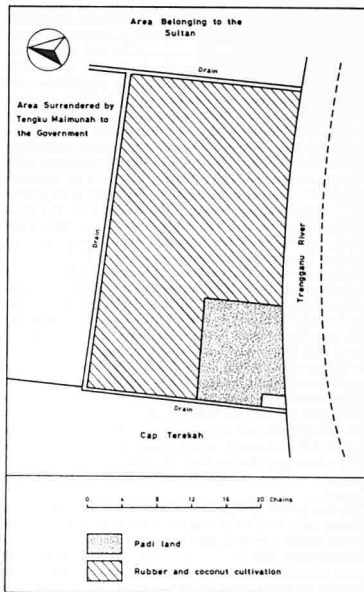 Area Belonging to the
Sultan
Drain
Area Surrendered by
Tengku Maimunah to
the Government
Drain
Trengganu River
Drain
Cap Terekah
0 4 8 12 16 20 Chains
Padi land
Rubber and coconut cultivation